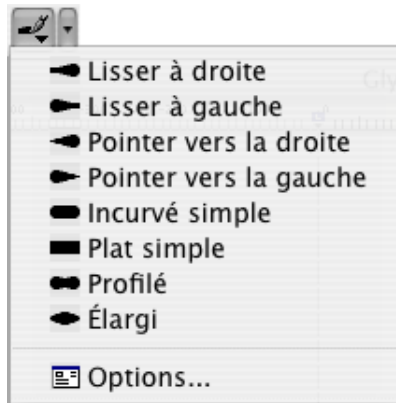 Lisser à droite
Lisser à gauche
Pointer vers la droite
Pointer vers la gauche
Incurvé simple
Plat simple
Profilé
Élargi
Options...